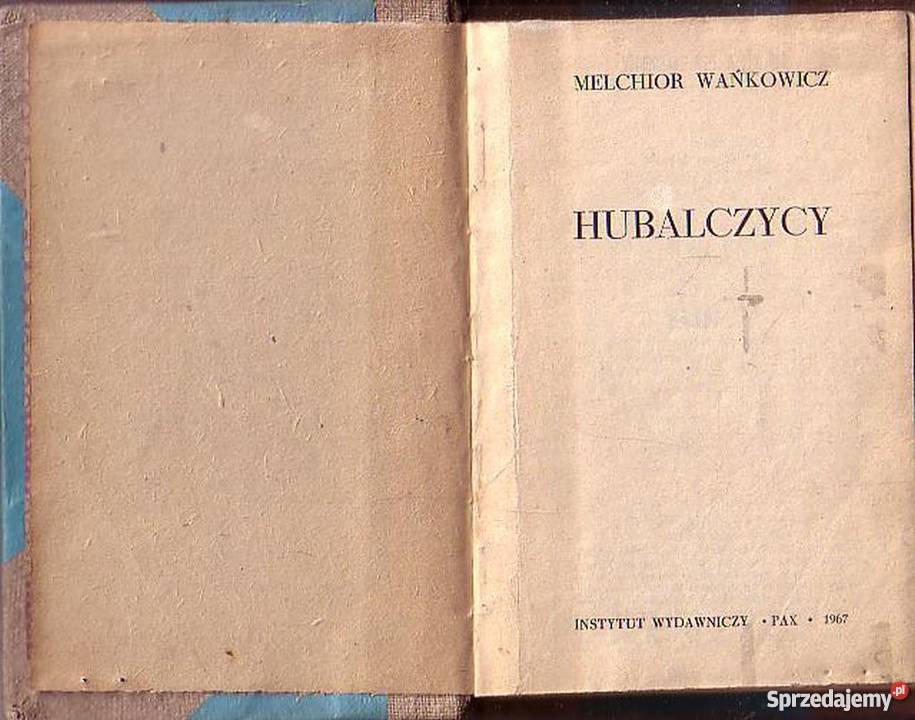 MELCHIOR WAŃKOWICZ
HUBALCZYCY
INSTYTUT WYDAWNICZY • PAX • 1967
Sprzedajemy.pl